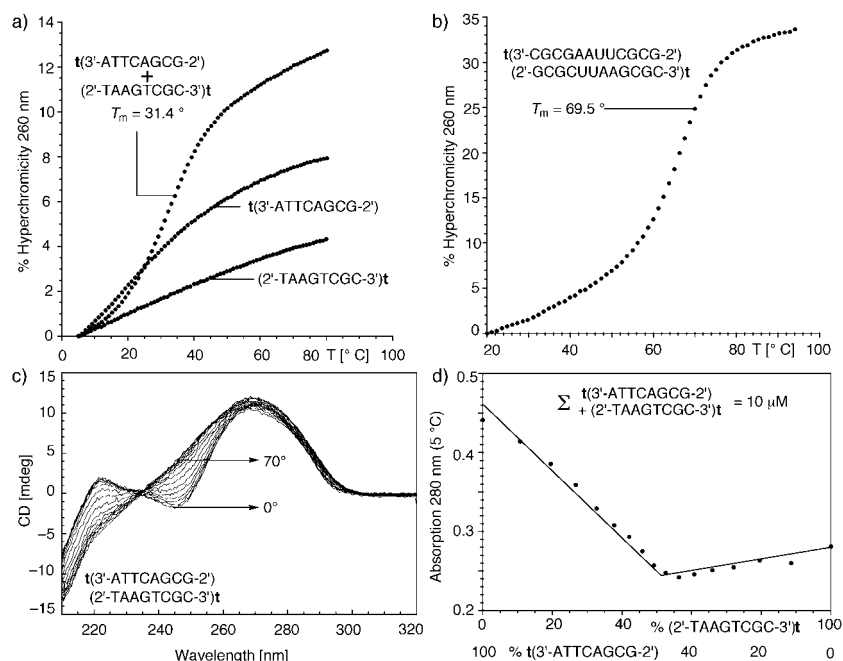 a)
% Hyperchromicity 260 nm
14
12
10
8
6
4
2
0
t(3'-ATTCAGCG-2')
+
(2'-TAAGTCGC-3')t
Tm = 31.4 °
t(3'-ATTCAGCG-2')
(2'-TAAGTCGC-3')t
0 20 40 60 80 T [° C] 100
b)
% Hyperchromicity 260 nm
35
30
25
20
15
10
5
0
t(3'-CGCGAAUUCGCG-2')
(2'-GCGCUUAAGCGC-3')t
Tm = 69.5 °
20 40 60 80 T [° C] 100
c)
CD [mdeg]
15
10
5
0
−5
−10
−15
70°
0°
t(3'-ATTCAGCG-2')
(2'-TAAGTCGC-3')t
220 240 260 280 300 320
Wavelength [nm]
d)
Absorption 280 nm (5 °C)
0.5
0.4
0.3
0.2
Σ t(3'-ATTCAGCG-2')
+ (2'-TAAGTCGC-3')t = 10 μM
0 20 40 60 80 100
% (2'-TAAGTCGC-3')t
100 % t(3'-ATTCAGCG-2') 40 20 0